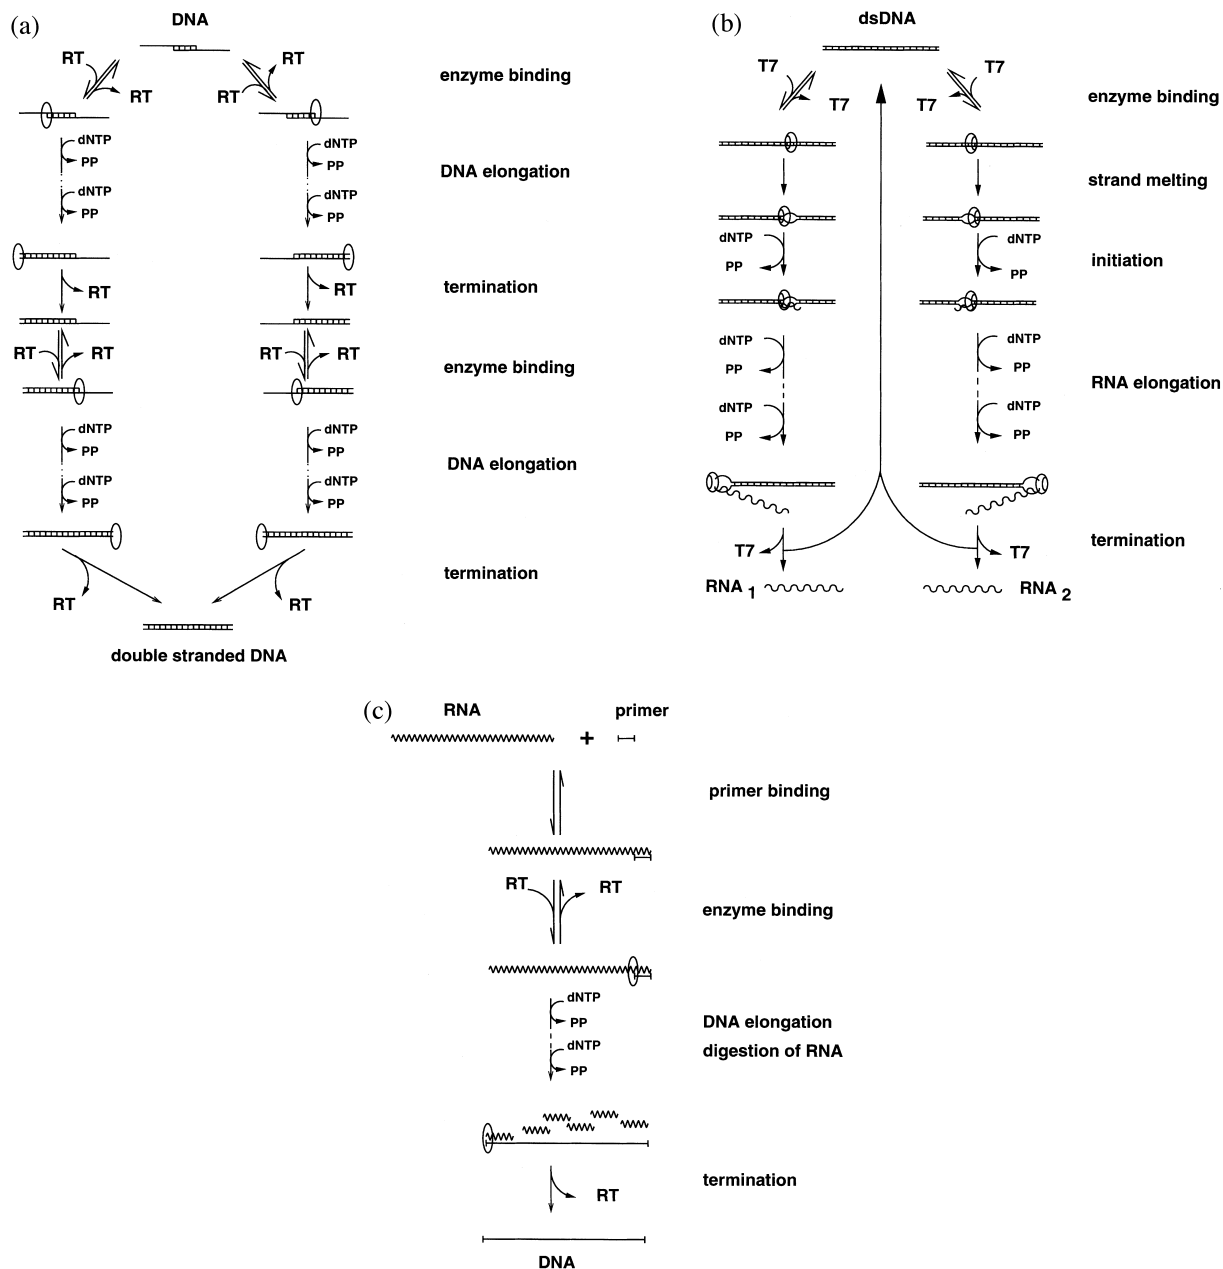 (a)
DNA
RT
RT
RT
RT
enzyme binding
dNTP
PP
dNTP
PP
dNTP
PP
dNTP
PP
DNA elongation
RT
RT
termination
RT
RT
RT
RT
enzyme binding
dNTP
PP
dNTP
PP
dNTP
PP
dNTP
PP
DNA elongation
RT
RT
termination
double stranded DNA
(b)
dsDNA
T7
T7
T7
T7
enzyme binding
strand melting
dNTP
PP
dNTP
PP
initiation
dNTP
PP
dNTP
PP
dNTP
PP
dNTP
PP
RNA elongation
T7
T7
termination
RNA 1
RNA 2
(c)
RNA + primer
primer binding
RT
RT
enzyme binding
dNTP
PP
dNTP
PP
DNA elongation
digestion of RNA
RT
termination
DNA